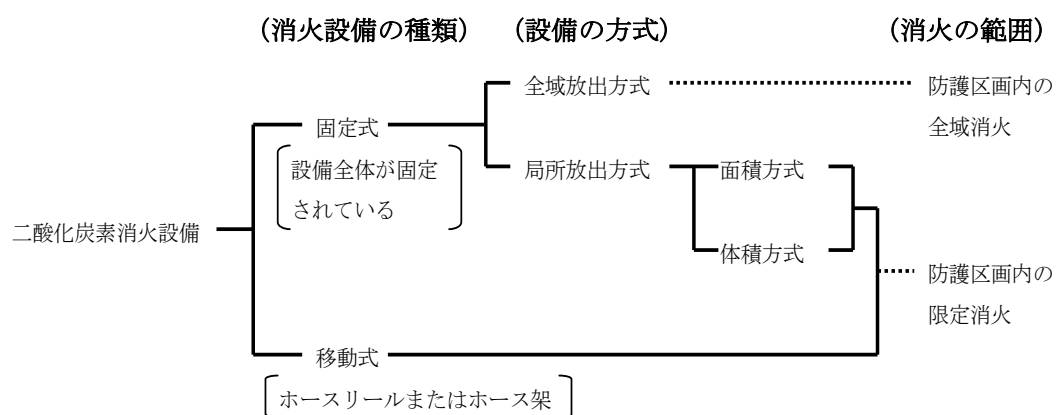 (消火設備の種類) (設備の方式) (消火の範囲)
全域放出方式 防護区画内の
全域消火
固定式
設備全体が固定
されている
局所放出方式 面積方式
二酸化炭素消火設備
体積方式
防護区画内の
限定消火
移動式
ホースリールまたはホース架